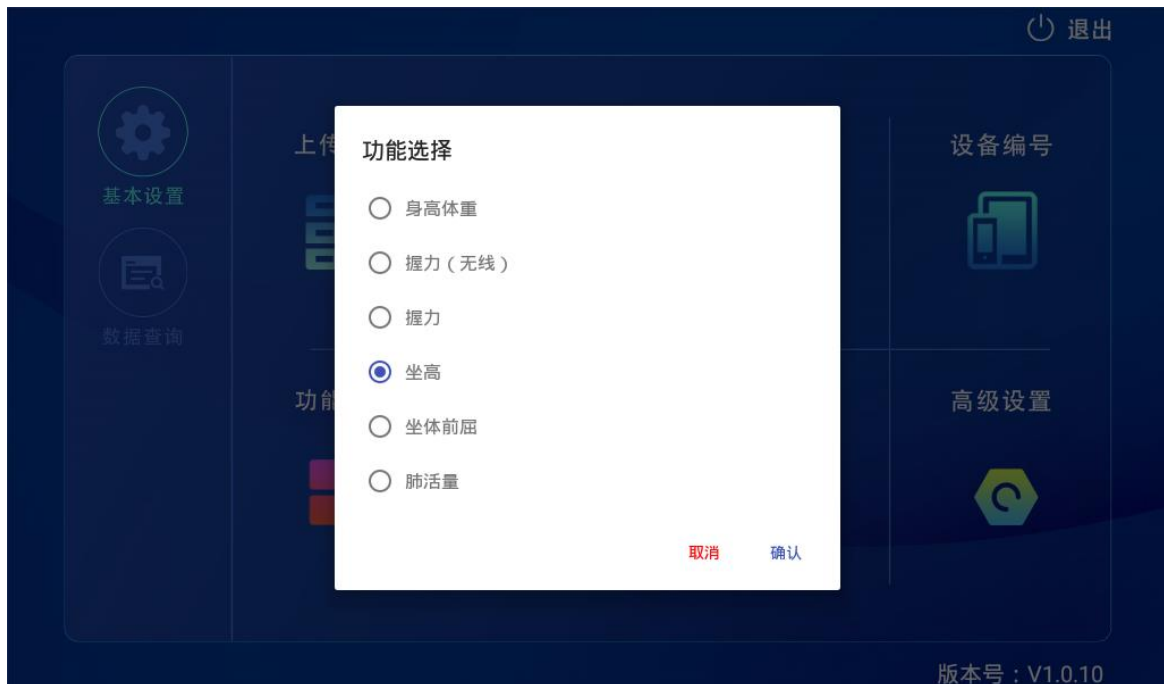 退出
基本设置
数据查询
上传
设备编号
功能选择
身高体重
握力（无线）
握力
坐高
坐体前屈
肺活量
取消 确认
功能
高级设置
版本号：V1.0.10